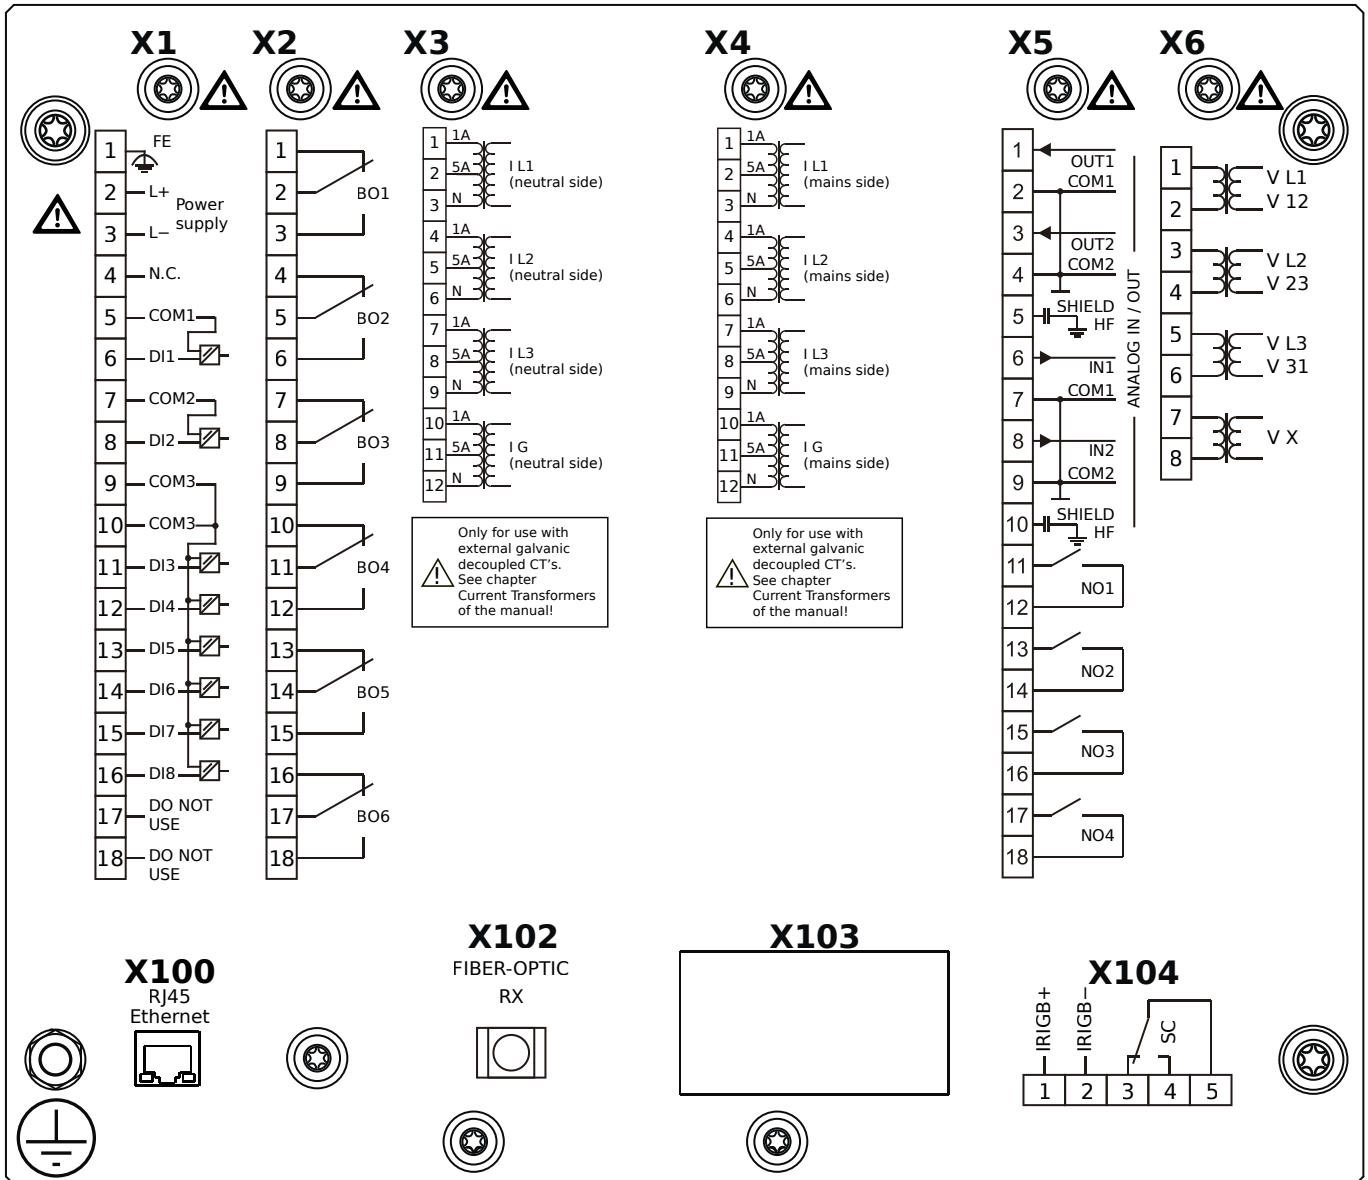 X1
1 FE
2 L+ Power
3 L− supply
4 N.C.
5 COM1
6 DI1
7 COM2
8 DI2
9 COM3
10 COM3
11 DI3
12 DI4
13 DI5
14 DI6
15 DI7
16 DI8
17 DO NOT
USE
18 DO NOT
USE
X2
1
2 BO1
3
4
5 BO2
6
7
8 BO3
9
10
11 BO4
12
13
14 BO5
15
16
17 BO6
18
X3
1 1A
2 5A I L1
(neutral side)
3 N
4 1A
5 5A I L2
(neutral side)
6 N
7 1A
8 5A I L3
(neutral side)
9 N
10 1A
11 5A I G
(neutral side)
12 N
Only for use with
external galvanic
decoupled CT's.
See chapter
Current Transformers
of the manual!
X4
1 1A
2 5A I L1
(mains side)
3 N
4 1A
5 5A I L2
(mains side)
6 N
7 1A
8 5A I L3
(mains side)
9 N
10 1A
11 5A I G
(mains side)
12 N
Only for use with
external galvanic
decoupled CT's.
See chapter
Current Transformers
of the manual!
X5
1 OUT1
2 COM1
3 OUT2
4 COM2
5 SHIELD
HF
6 IN1
7 COM1
8 IN2
9 COM2
10 SHIELD
HF
ANALOG IN / OUT
11
NO1
12
13
NO2
14
15
NO3
16
17
NO4
18
X6
1 V L1
2 V 12
3 V L2
4 V 23
5 V L3
6 V 31
7
V X
8
X100
RJ45
Ethernet
X102
FIBER-OPTIC
RX
X103
X104
IRIGB+
IRIGB−
SC
1 2 3 4 5